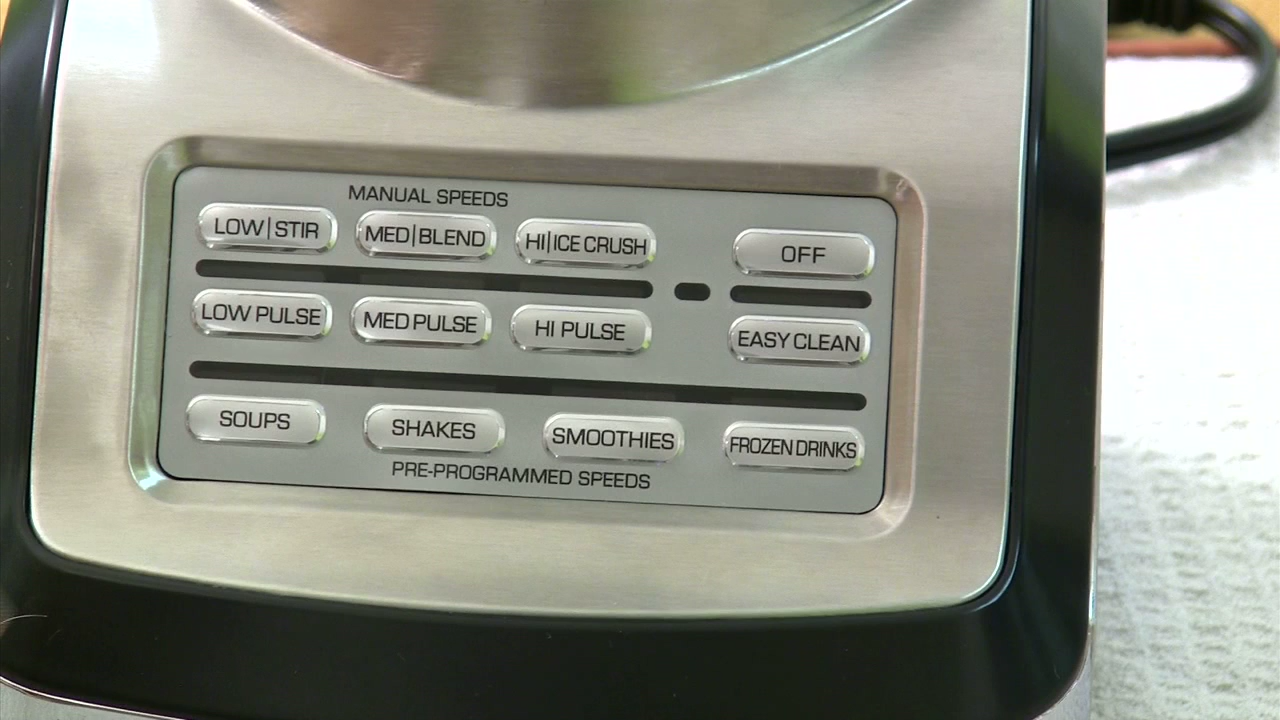 MANUAL SPEEDS
LOW|STIR MED|BLEND HI|ICE CRUSH OFF
LOW PULSE MED PULSE HI PULSE EASY CLEAN
SOUPS SHAKES SMOOTHIES FROZEN DRINKS
PRE-PROGRAMMED SPEEDS